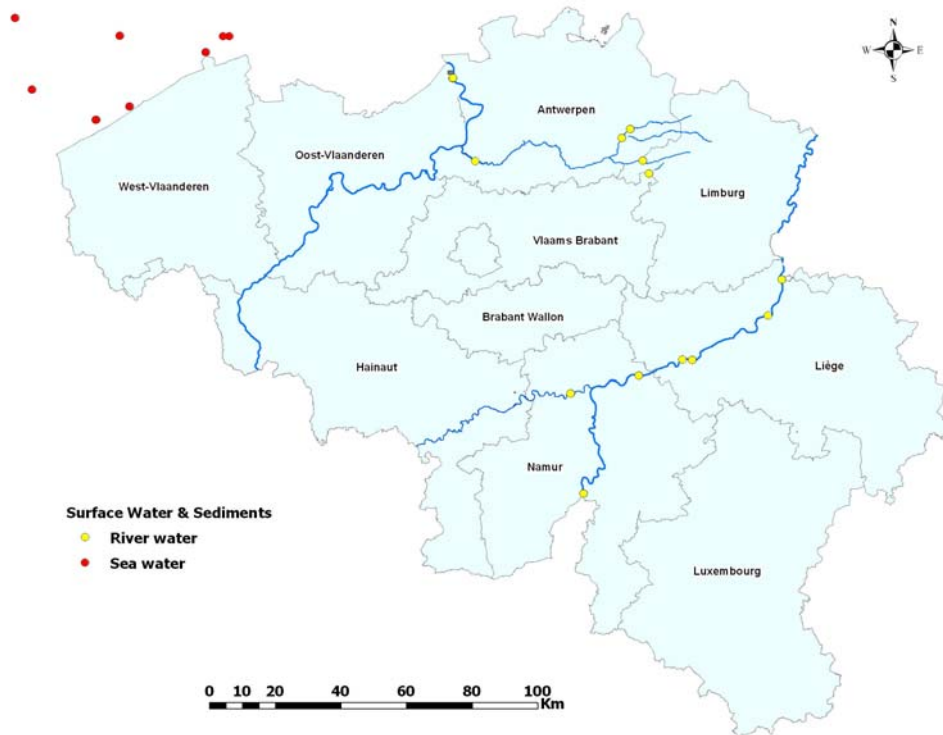 N
W E
S
Antwerpen
Oost-Vlaanderen
West-Vlaanderen
Limburg
Vlaams Brabant
Brabant Wallon
Hainaut
Liège
Namur
Surface Water & Sediments
River water
Sea water
Luxembourg
0 10 20 40 60 80 100
Km